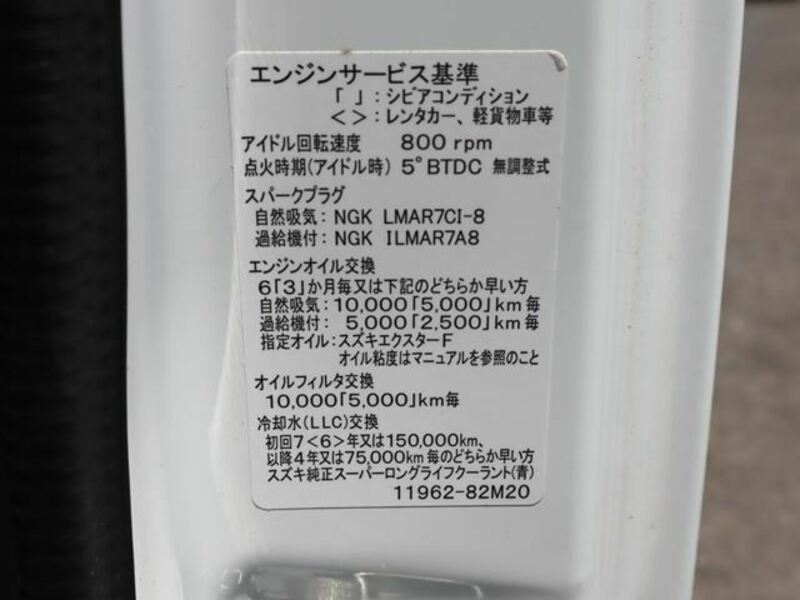 エンジンサービス基準
「 」：シビアコンディション
＜＞：レンタカー、軽貨物車等
アイドル回転速度 800 rpm
点火時期(アイドル時) 5°BTDC 無調整式
スパークプラグ
自然吸気：NGK LMAR7CI-8
過給機付：NGK ILMAR7A8
エンジンオイル交換
6「3」か月毎又は下記のどちらか早い方
自然吸気：10,000「5,000」km毎
過給機付： 5,000「2,500」km毎
指定オイル：スズキエクスターF
オイル粘度はマニュアルを参照のこと
オイルフィルタ交換
10,000「5,000」km毎
冷却水(LLC)交換
初回7＜6＞年又は150,000km、
以降4年又は75,000km毎のどちらか早い方
スズキ純正スーパーロングライフクーラント(青)
11962-82M20